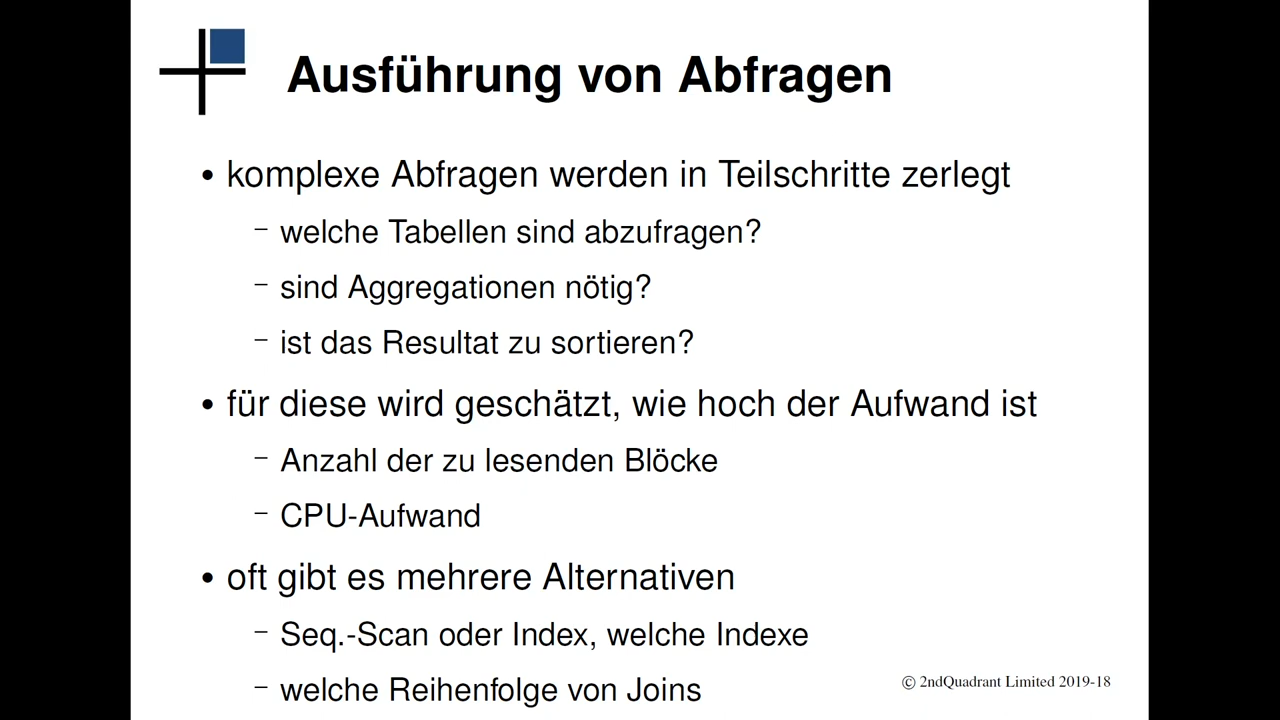 Ausführung von Abfragen
• komplexe Abfragen werden in Teilschritte zerlegt
– welche Tabellen sind abzufragen?
– sind Aggregationen nötig?
– ist das Resultat zu sortieren?
• für diese wird geschätzt, wie hoch der Aufwand ist
– Anzahl der zu lesenden Blöcke
– CPU-Aufwand
• oft gibt es mehrere Alternativen
– Seq.-Scan oder Index, welche Indexe
– welche Reihenfolge von Joins
© 2ndQuadrant Limited 2019-18